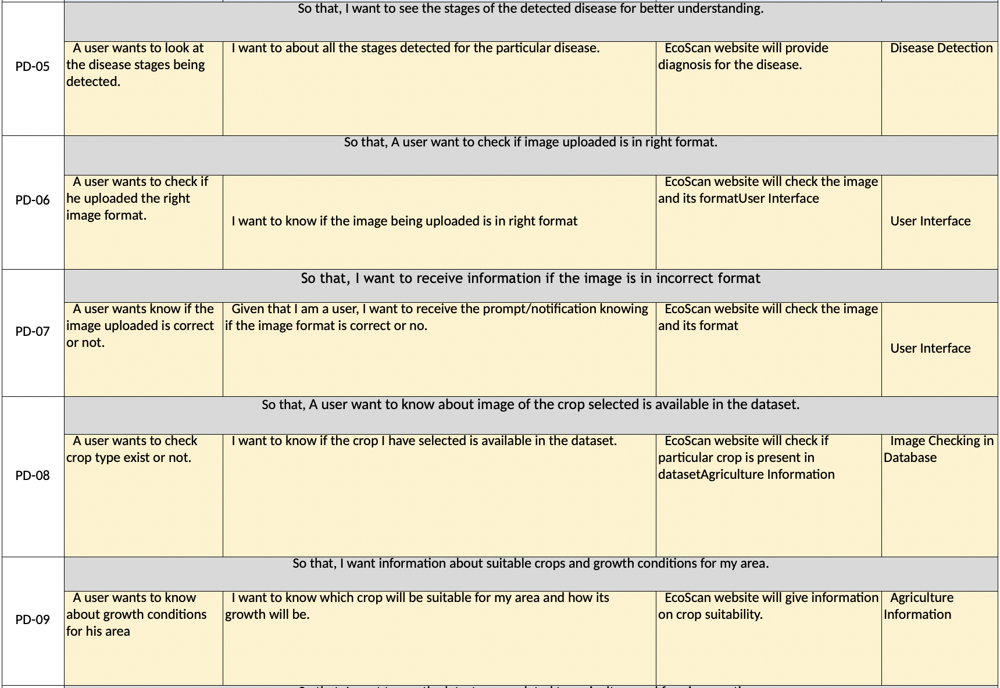 So that, I want to see the stages of the detected disease for better understanding.
PD-05
A user wants to look at
the disease stages being
detected.
I want to about all the stages detected for the particular disease.
EcoScan website will provide
diagnosis for the disease.
Disease Detection
So that, A user want to check if image uploaded is in right format.
PD-06
A user wants to check if
he uploaded the right
image format.
I want to know if the image being uploaded is in right format
EcoScan website will check the image
and its formatUser Interface
User Interface
So that, I want to receive information if the image is in incorrect format
PD-07
A user wants know if the
image uploaded is correct
or not.
Given that I am a user, I want to receive the prompt/notification knowing
if the image format is correct or no.
EcoScan website will check the image
and its format
User Interface
So that, A user want to know about image of the crop selected is available in the dataset.
PD-08
A user wants to check
crop type exist or not.
I want to know if the crop I have selected is available in the dataset.
EcoScan website will check if
particular crop is present in
datasetAgriculture Information
Image Checking in
Database
So that, I want information about suitable crops and growth conditions for my area.
PD-09
A user wants to know
about growth conditions
for his area
I want to know which crop will be suitable for my area and how its
growth will be.
EcoScan website will give information
on crop suitability.
Agriculture
Information